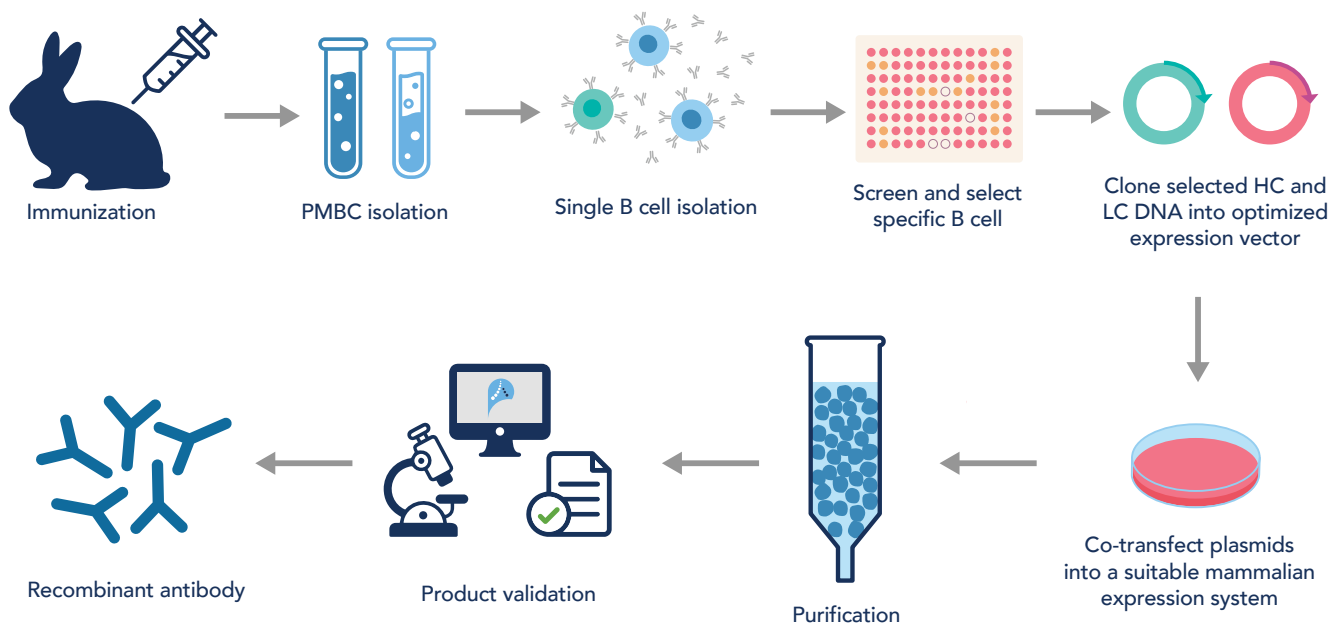 Immunization
PMBC isolation
Single B cell isolation
Screen and select
specific B cell
Clone selected HC and
LC DNA into optimized
expression vector
Co-transfect plasmids
into a suitable mammalian
expression system
Purification
Product validation
Recombinant antibody